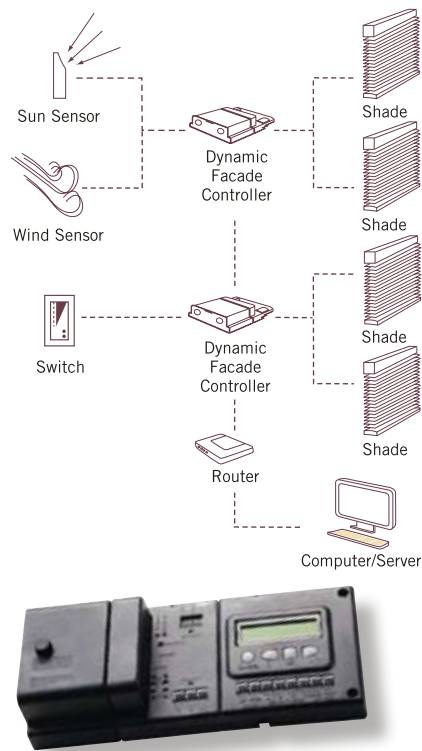 Sun Sensor
Wind Sensor
Dynamic
Facade
Controller
Shade
Shade
Switch
Dynamic
Facade
Controller
Shade
Shade
Router
Computer/Server